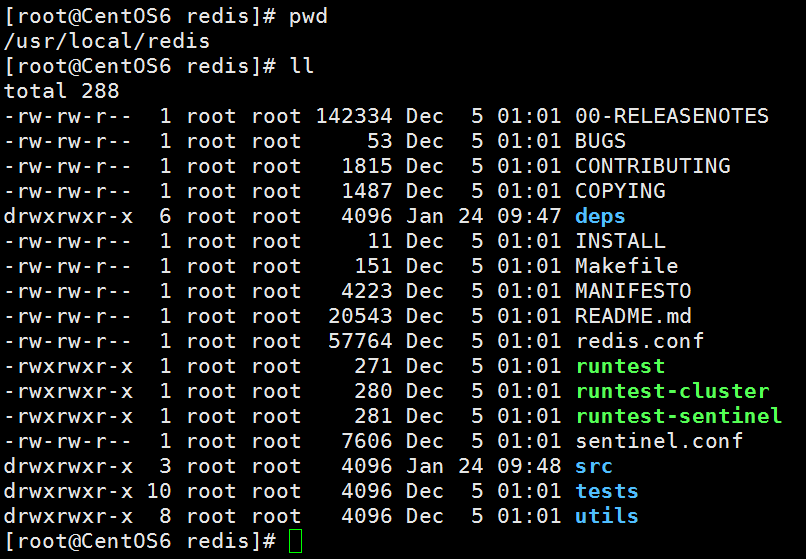 [root@CentOS6 redis]# pwd
/usr/local/redis
[root@CentOS6 redis]# ll
total 288
-rw-rw-r--  1 root root 142334 Dec  5 01:01 00-RELEASENOTES
-rw-rw-r--  1 root root     53 Dec  5 01:01 BUGS
-rw-rw-r--  1 root root   1815 Dec  5 01:01 CONTRIBUTING
-rw-rw-r--  1 root root   1487 Dec  5 01:01 COPYING
drwxrwxr-x  6 root root   4096 Jan 24 09:47 deps
-rw-rw-r--  1 root root     11 Dec  5 01:01 INSTALL
-rw-rw-r--  1 root root    151 Dec  5 01:01 Makefile
-rw-rw-r--  1 root root   4223 Dec  5 01:01 MANIFESTO
-rw-rw-r--  1 root root  20543 Dec  5 01:01 README.md
-rw-rw-r--  1 root root  57764 Dec  5 01:01 redis.conf
-rwxrwxr-x  1 root root    271 Dec  5 01:01 runtest
-rwxrwxr-x  1 root root    280 Dec  5 01:01 runtest-cluster
-rwxrwxr-x  1 root root    281 Dec  5 01:01 runtest-sentinel
-rw-rw-r--  1 root root   7606 Dec  5 01:01 sentinel.conf
drwxrwxr-x  3 root root   4096 Jan 24 09:48 src
drwxrwxr-x 10 root root   4096 Dec  5 01:01 tests
drwxrwxr-x  8 root root   4096 Dec  5 01:01 utils
[root@CentOS6 redis]#